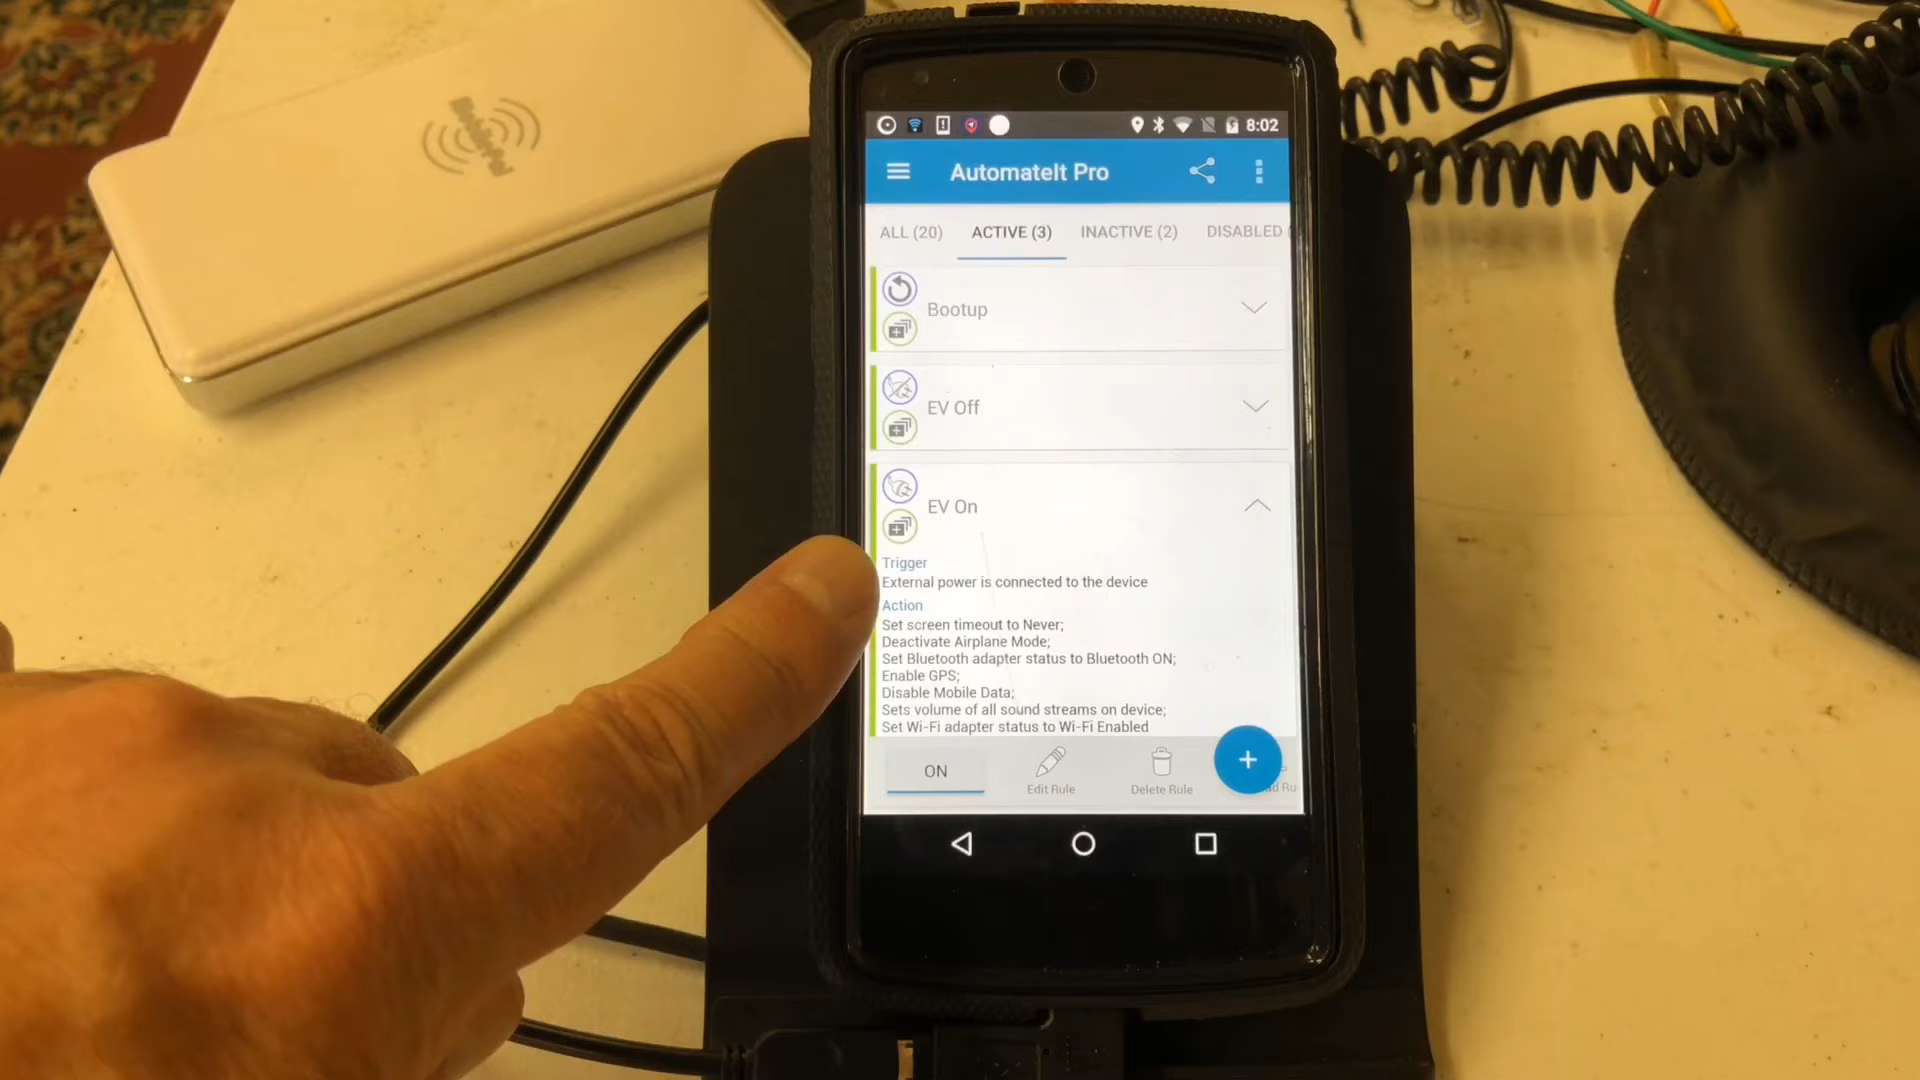 8:02
AutomateIt Pro
ALL (20) ACTIVE (3) INACTIVE (2) DISABLED
Bootup
EV Off
EV On
Trigger
External power is connected to the device
Action
Set screen timeout to Never;
Deactivate Airplane Mode;
Set Bluetooth adapter status to Bluetooth ON;
Enable GPS;
Disable Mobile Data;
Sets volume of all sound streams on device;
Set Wi-Fi adapter status to Wi-Fi Enabled
ON
Edit Rule Delete Rule